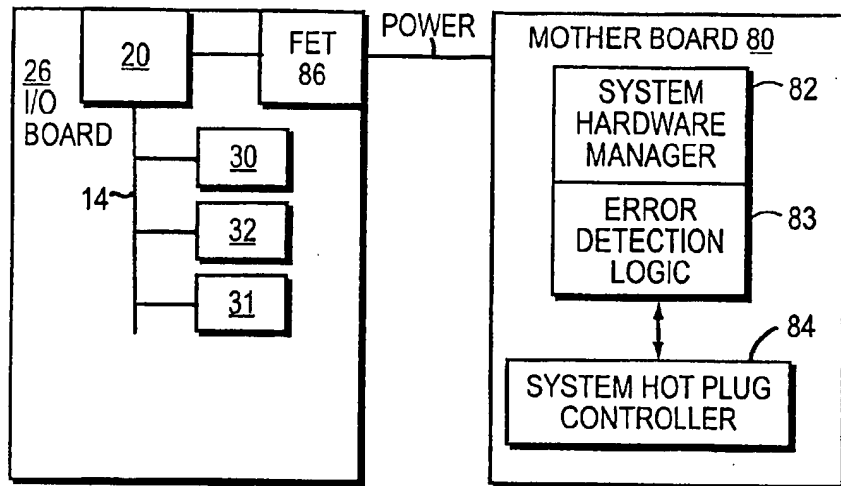 26
I/O
BOARD
20
FET
86
14
30
32
31
POWER
MOTHER BOARD 80
SYSTEM
HARDWARE
MANAGER
82
ERROR
DETECTION
LOGIC
83
84
SYSTEM HOT PLUG
CONTROLLER